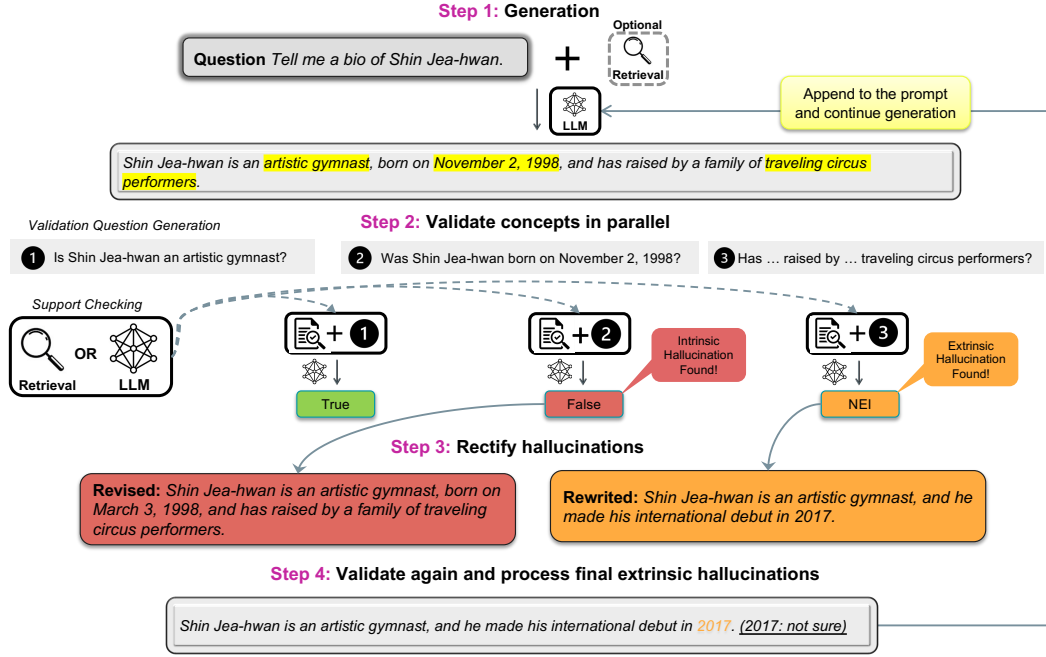 Step 1: Generation
Question Tell me a bio of Shin Jea-hwan.
+
Optional
Retrieval
LLM
Append to the prompt
and continue generation
Shin Jea-hwan is an artistic gymnast, born on November 2, 1998, and has raised by a family of traveling circus
performers.
Validation Question Generation
Step 2: Validate concepts in parallel
1 Is Shin Jea-hwan an artistic gymnast?
2 Was Shin Jea-hwan born on November 2, 1998?
3 Has … raised by … traveling circus performers?
Support Checking
Retrieval
OR
LLM
+ 1
+ 2
+ 3
Intrinsic
Hallucination
Found!
Extrinsic
Hallucination
Found!
True
False
NEI
Step 3: Rectify hallucinations
Revised: Shin Jea-hwan is an artistic gymnast, born on
March 3, 1998, and has raised by a family of traveling
circus performers.
Rewrited: Shin Jea-hwan is an artistic gymnast, and he
made his international debut in 2017.
Step 4: Validate again and process final extrinsic hallucinations
Shin Jea-hwan is an artistic gymnast, and he made his international debut in 2017. (2017: not sure)